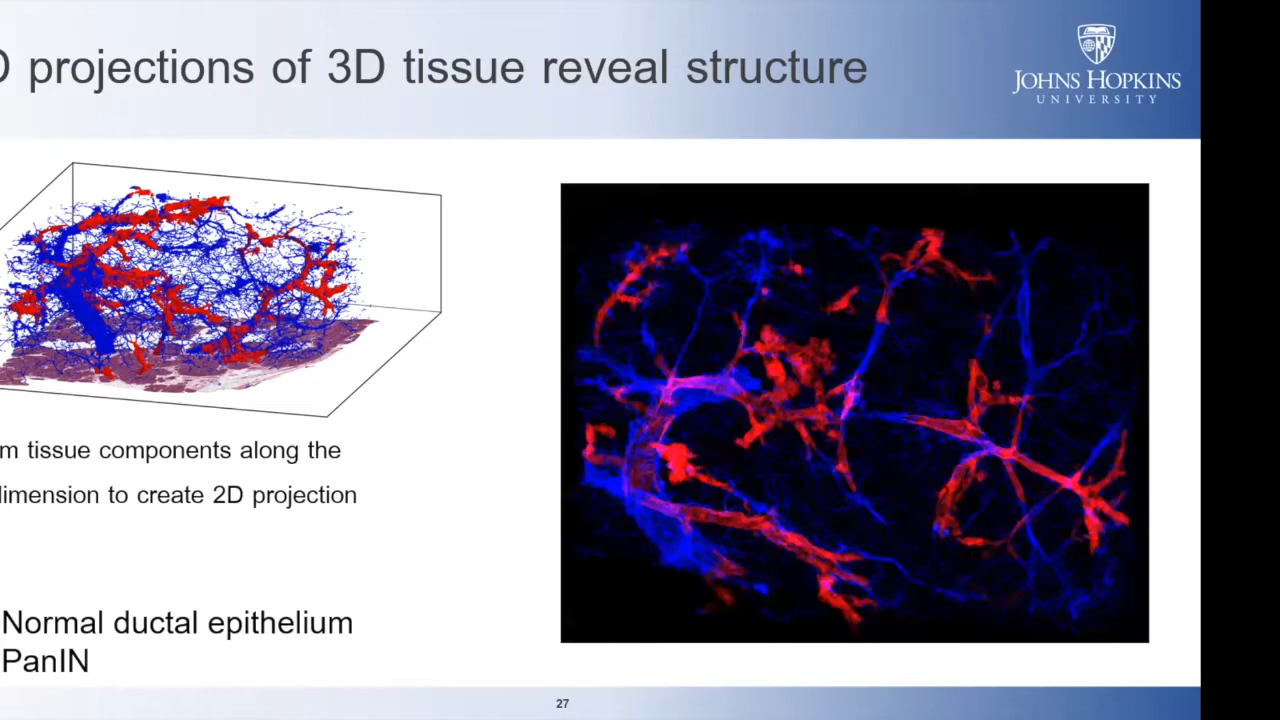 D projections of 3D tissue reveal structure
JOHNS HOPKINS
UNIVERSITY
m tissue components along the
dimension to create 2D projection
Normal ductal epithelium
PanIN
27